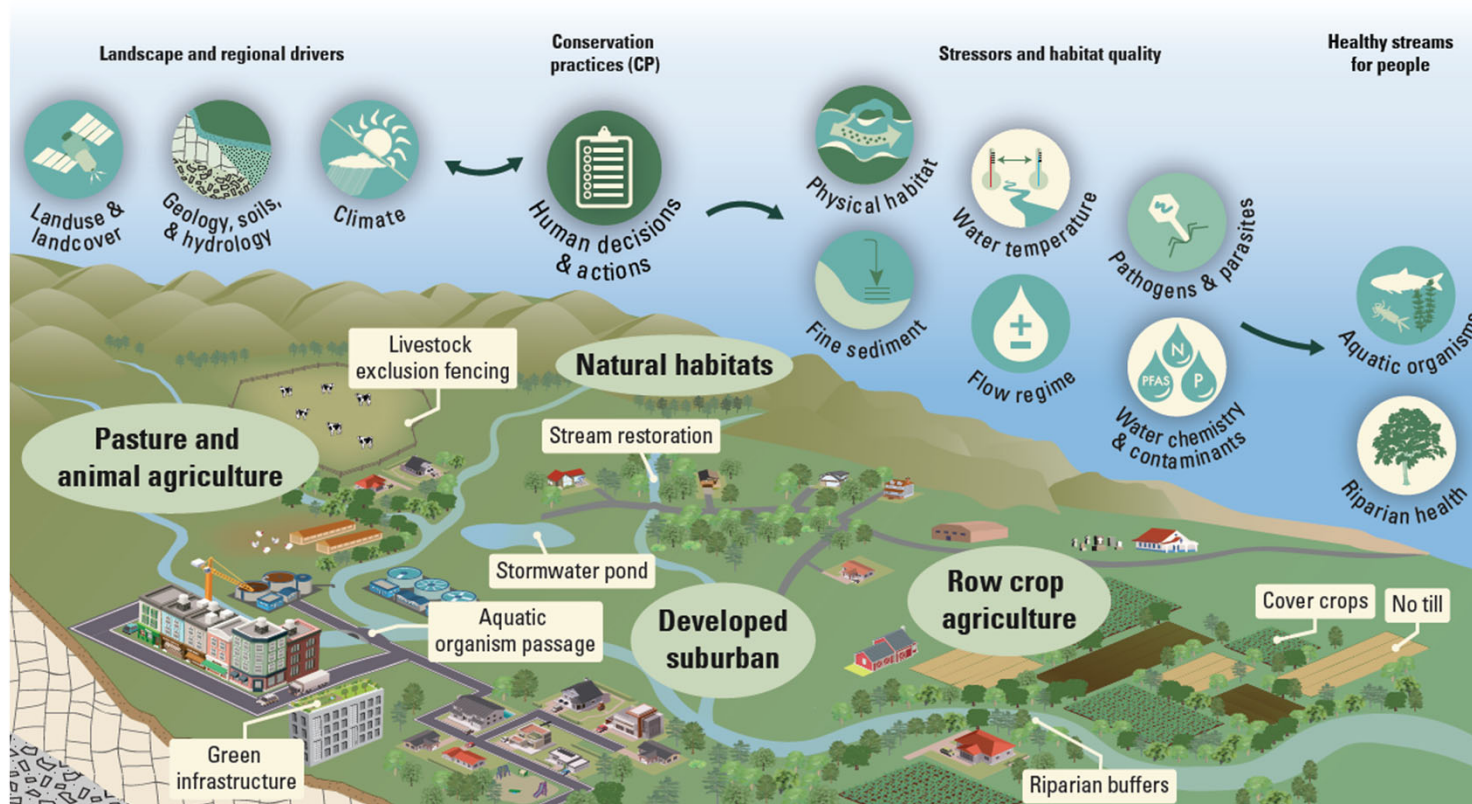 Landscape and regional drivers
Conservation
practices (CP)
Stressors and habitat quality
Healthy streams
for people
Landuse &
landcover
Geology, soils,
& hydrology
Climate
Human decisions
& actions
Physical habitat
Water temperature
Pathogens & parasites
Fine sediment
±
Flow regime
N
PFAS
P
Water chemistry
& contaminants
Aquatic organisms
Riparian health
Livestock
exclusion fencing
Natural habitats
Pasture and
animal agriculture
Stream restoration
Stormwater pond
Aquatic
organism passage
Developed
suburban
Row crop
agriculture
Cover crops
No till
Green
infrastructure
Riparian buffers